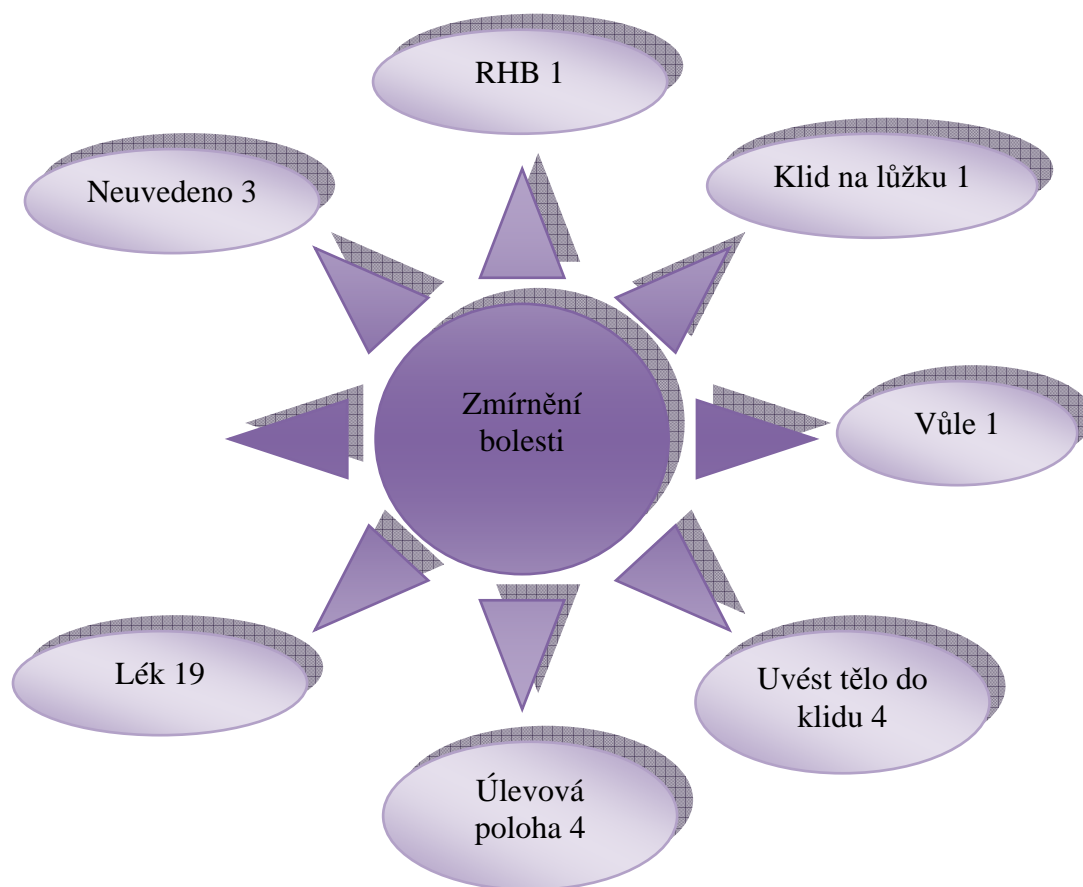 RHB 1
Klid na lůžku 1
Neuvedeno 3
Zmírnění
bolesti
Vůle 1
Lék 19
Uvést tělo do
klidu 4
Úlevová
poloha 4